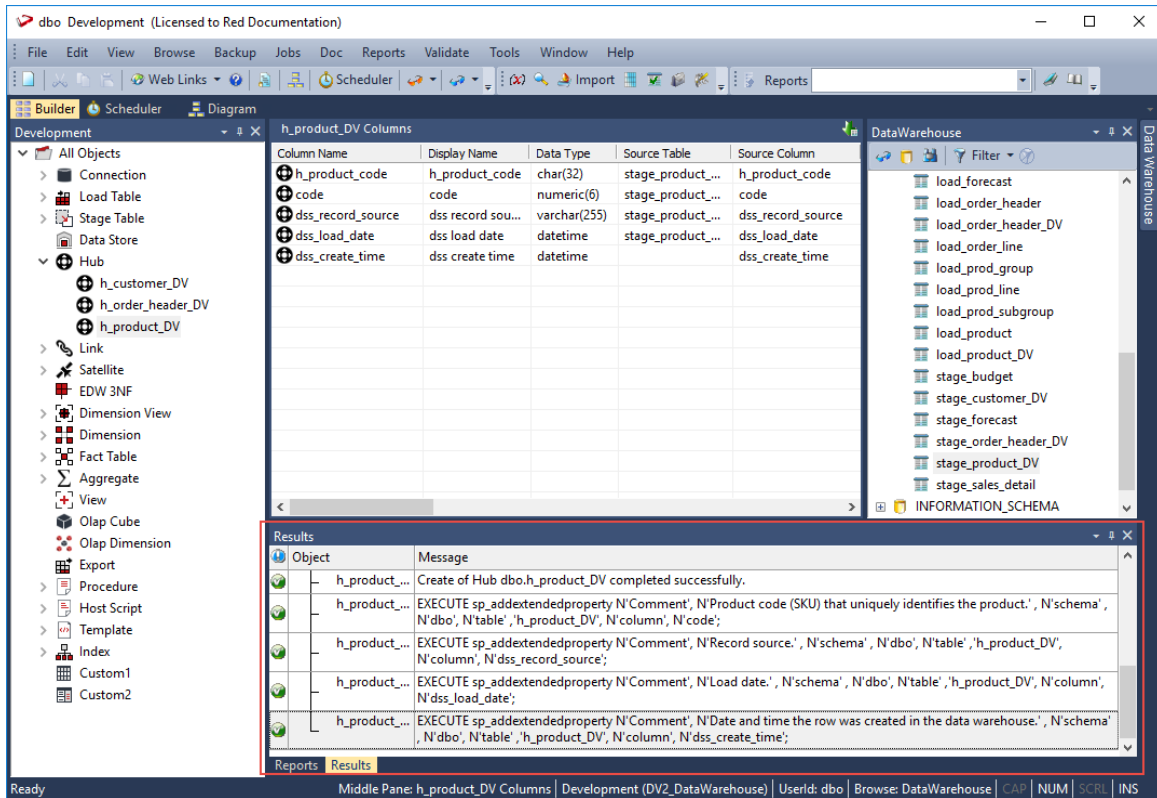 dbo Development (Licensed to Red Documentation)
File Edit View Browse Backup Jobs Doc Reports Validate Tools Window Help
Web Links Scheduler (x) Import Reports
Builder Scheduler Diagram
Development
All Objects
Connection
Load Table
Stage Table
Data Store
Hub
h_customer_DV
h_order_header_DV
h_product_DV
Link
Satellite
EDW 3NF
Dimension View
Dimension
Fact Table
Aggregate
View
Olap Cube
Olap Dimension
Export
Procedure
Host Script
Template
Index
Custom1
Custom2
h_product_DV Columns
Column Name Display Name Data Type Source Table Source Column
h_product_code h_product_code char(32) stage_product_... h_product_code
code code numeric(6) stage_product_... code
dss_record_source dss record sou... varchar(255) stage_product_... dss_record_source
dss_load_date dss load date datetime stage_product_... dss_load_date
dss_create_time dss create time datetime dss_create_time
DataWarehouse
Filter
load_forecast
load_order_header
load_order_header_DV
load_order_line
load_prod_group
load_prod_line
load_prod_subgroup
load_product
load_product_DV
stage_budget
stage_customer_DV
stage_forecast
stage_order_header_DV
stage_product_DV
stage_sales_detail
INFORMATION_SCHEMA
Data Warehouse
Results
Object Message
h_product_... Create of Hub dbo.h_product_DV completed successfully.
h_product_... EXECUTE sp_addextendedproperty N'Comment', N'Product code (SKU) that uniquely identifies the product.' , N'schema' ,
N'dbo', N'table' ,'h_product_DV', N'column', N'code';
h_product_... EXECUTE sp_addextendedproperty N'Comment', N'Record source.' , N'schema' , N'dbo', N'table' ,'h_product_DV',
N'column', N'dss_record_source';
h_product_... EXECUTE sp_addextendedproperty N'Comment', N'Load date.' , N'schema' , N'dbo', N'table' ,'h_product_DV', N'column',
N'dss_load_date';
h_product_... EXECUTE sp_addextendedproperty N'Comment', N'Date and time the row was created in the data warehouse.' , N'schema'
, N'dbo', N'table' ,'h_product_DV', N'column', N'dss_create_time';
Reports Results
Ready Middle Pane: h_product_DV Columns Development (DV2_DataWarehouse) UserId: dbo Browse: DataWarehouse CAP NUM SCRL INS